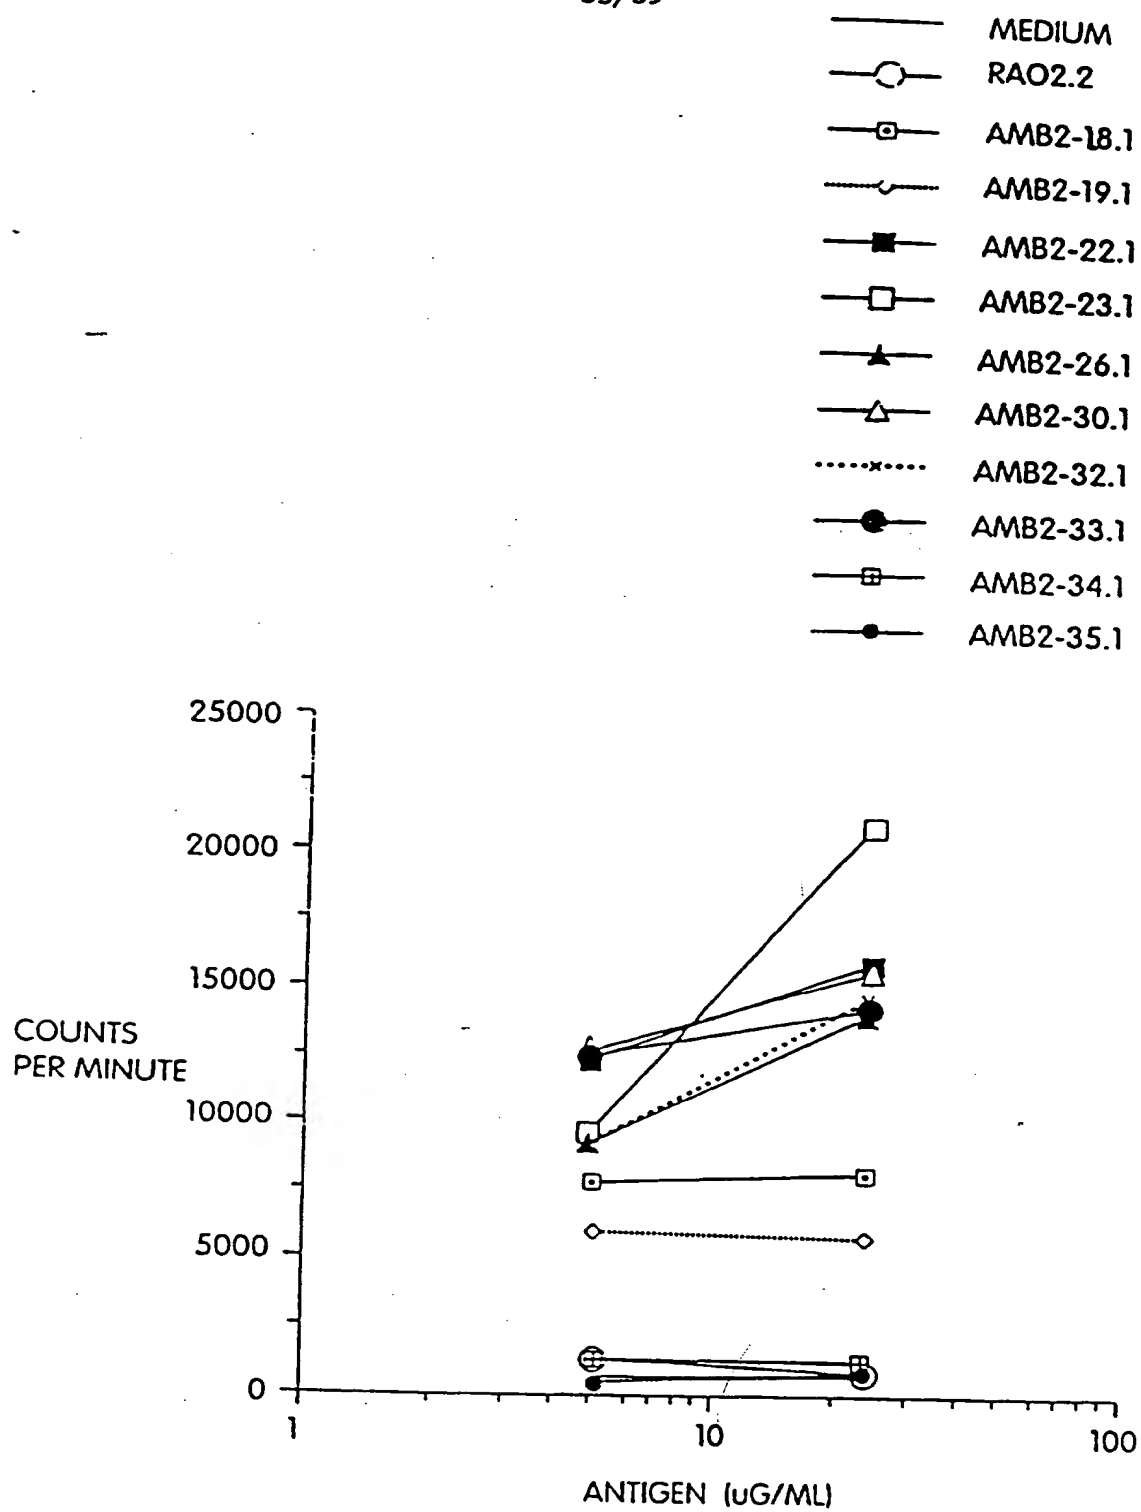 MEDIUM
RAO2.2
AMB2-18.1
AMB2-19.1
AMB2-22.1
AMB2-23.1
AMB2-26.1
AMB2-30.1
AMB2-32.1
AMB2-33.1
AMB2-34.1
AMB2-35.1
25000
20000
15000
COUNTS
PER MINUTE
10000
5000
0
1
10
100
ANTIGEN (uG/ML)